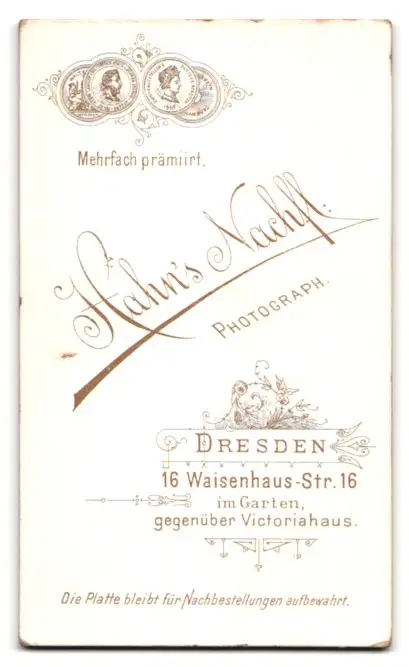 Mehrfach prämiirt.
Hahn's Nachfl:
PHOTOGRAPH.
DRESDEN
16 Waisenhaus-Str. 16
im Garten,
gegenüber Victoriahaus.
Die Platte bleibt für Nachbestellungen aufbewahrt.